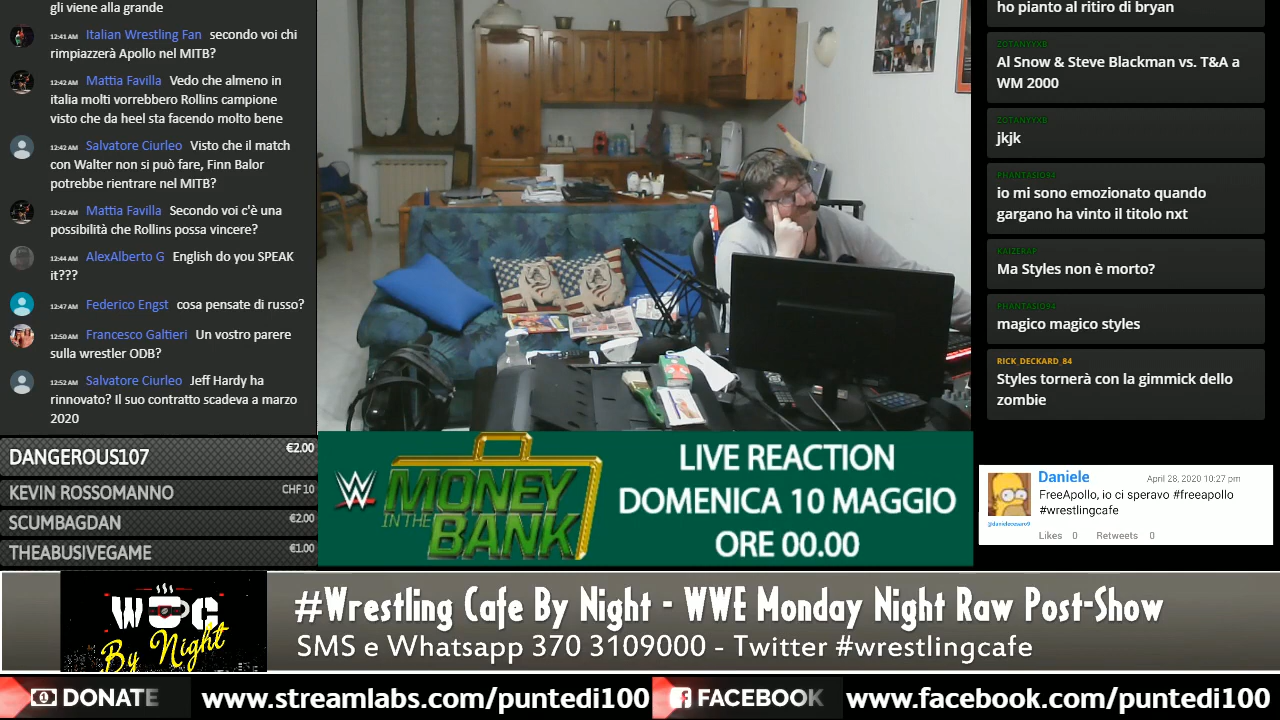 gli viene alla grande
12:41 AM Italian Wrestling Fan secondo voi chi
rimpiazzerà Apollo nel MITB?
12:42 AM Mattia Favilla Vedo che almeno in
italia molti vorrebbero Rollins campione
visto che da heel sta facendo molto bene
12:42 AM Salvatore Ciurleo Visto che il match
con Walter non si può fare, Finn Balor
potrebbe rientrare nel MITB?
12:42 AM Mattia Favilla Secondo voi c'è una
possibilità che Rollins possa vincere?
12:44 AM AlexAlberto G English do you SPEAK
it???
12:47 AM Federico Engst cosa pensate di russo?
12:50 AM Francesco Galtieri Un vostro parere
sulla wrestler ODB?
12:52 AM Salvatore Ciurleo Jeff Hardy ha
rinnovato? Il suo contratto scadeva a marzo
2020
DANGEROUS107 €2.00
KEVIN ROSSOMANNO CHF 10
SCUMBAGDAN €2.00
THEABUSIVEGAME €1.00
W
MONEY
IN THE
BANK
LIVE REACTION
DOMENICA 10 MAGGIO
ORE 00.00
ho pianto al ritiro di bryan
ZOTANYYXB
Al Snow & Steve Blackman vs. T&A a
WM 2000
ZOTANYYXB
jkjk
PHANTASIO94
io mi sono emozionato quando
gargano ha vinto il titolo nxt
KAIZERAP
Ma Styles non è morto?
PHANTASIO94
magico magico styles
RICK_DECKARD_84
Styles tornerà con la gimmick dello
zombie
Daniele April 28, 2020 10:27 pm
FreeApollo, io ci speravo #freeapollo
#wrestlingcafe
Likes 0 Retweets 0
WCC
By Night
#Wrestling Cafe By Night - WWE Monday Night Raw Post-Show
SMS e Whatsapp 370 3109000 - Twitter #wrestlingcafe
DONATE www.streamlabs.com/puntedi100 FACEBOOK www.facebook.com/puntedi100